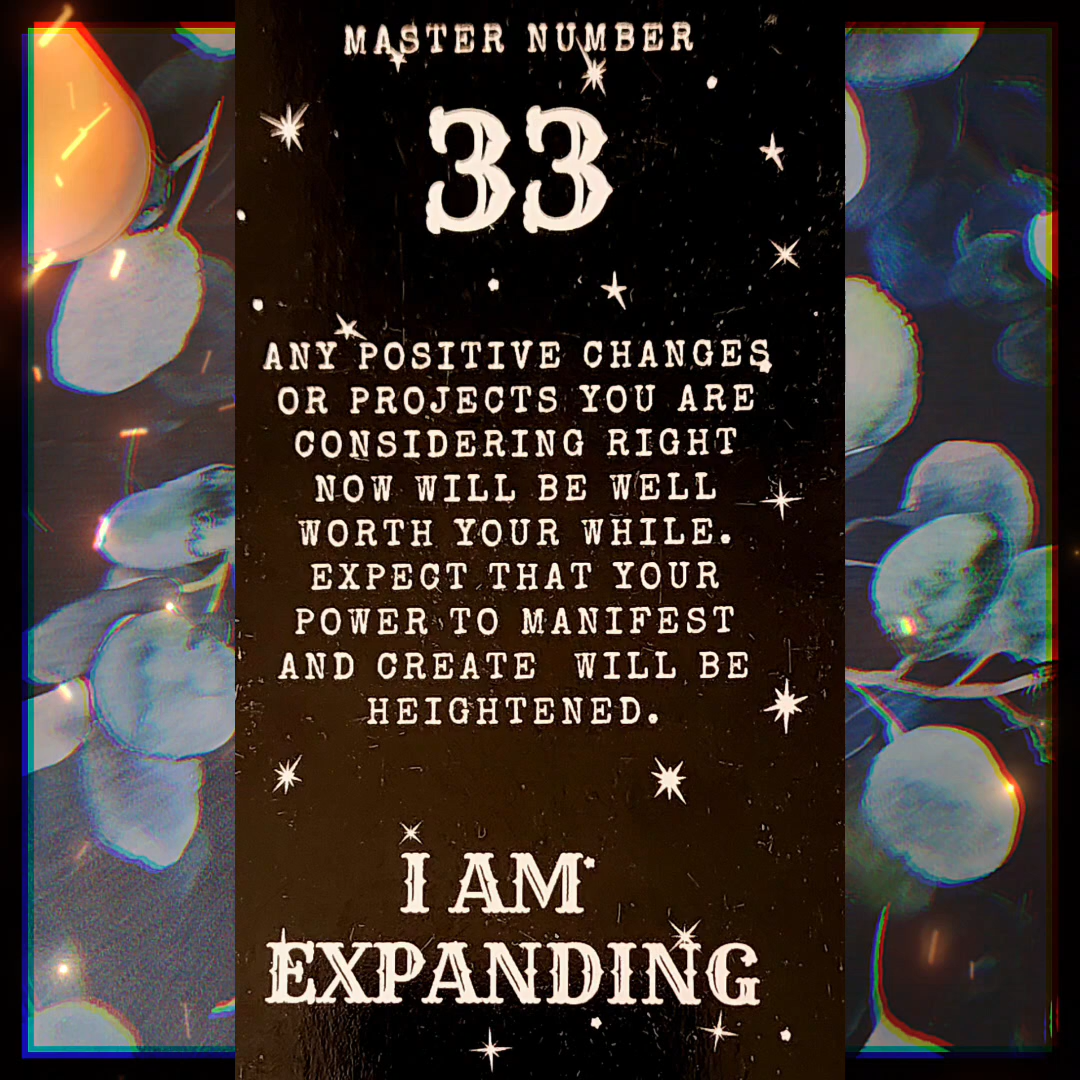 MASTER NUMBER
33
ANY POSITIVE CHANGES
OR PROJECTS YOU ARE
CONSIDERING RIGHT
NOW WILL BE WELL
WORTH YOUR WHILE.
EXPECT THAT YOUR
POWER TO MANIFEST
AND CREATE WILL BE
HEIGHTENED.
I AM
EXPANDING